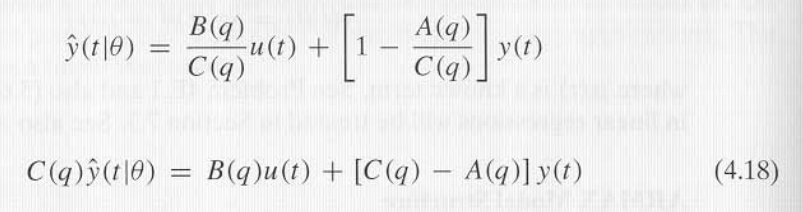 ŷ(t|θ) = B(q)/C(q) u(t) + [1 − A(q)/C(q)] y(t)
C(q)ŷ(t|θ) = B(q)u(t) + [C(q) − A(q)] y(t) (4.18)